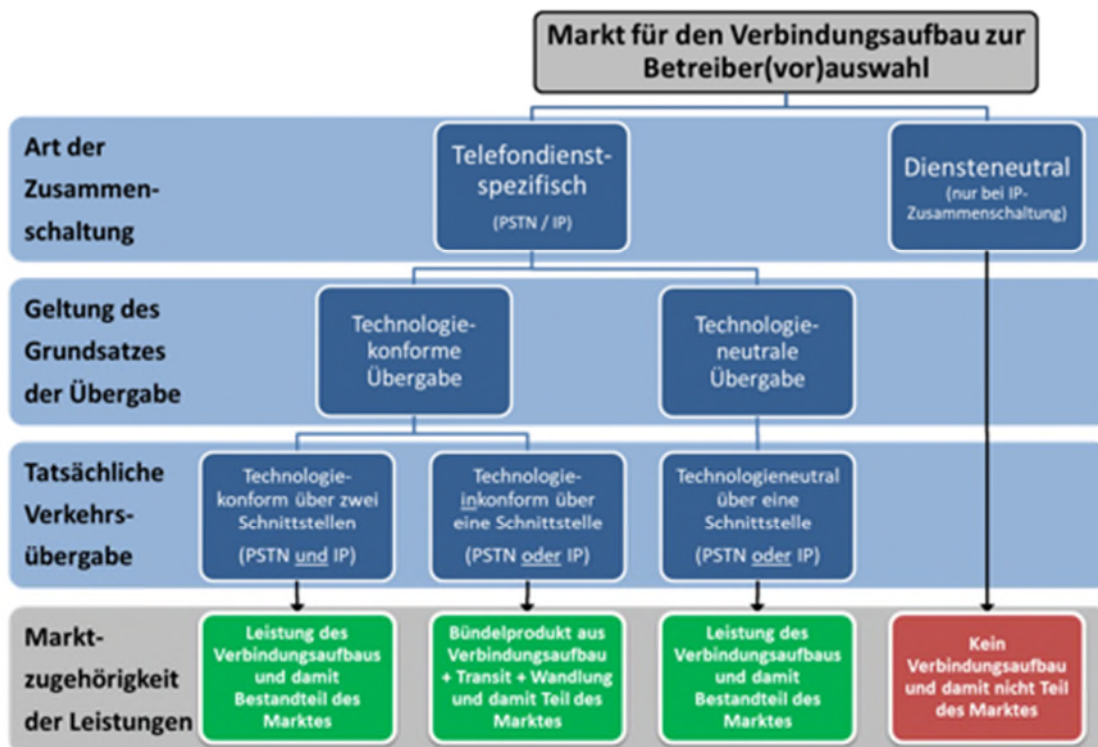 Markt für den Verbindungsaufbau zur
Betreiber(vor)auswahl
Art der
Zusammen-
schaltung
Telefondienst-
spezifisch
(PSTN / IP)
Diensteneutral
(nur bei IP-
Zusammenschaltung)
Geltung des
Grundsatzes
der Übergabe
Technologie-
konforme
Übergabe
Technologie-
neutrale
Übergabe
Tatsächliche
Verkehrs-
übergabe
Technologie-
konform über zwei
Schnittstellen
(PSTN und IP)
Technologie-
inkonform über
eine Schnittstelle
(PSTN oder IP)
Technologieneutral
über eine
Schnittstelle
(PSTN oder IP)
Markt-
zugehörigkeit
der Leistungen
Leistung des
Verbindungsaufbaus
und damit
Bestandteil des
Marktes
Bündelprodukt aus
Verbindungsaufbau
+ Transit + Wandlung
und damit Teil des
Marktes
Leistung des
Verbindungsaufbaus
und damit
Bestandteil des
Marktes
Kein
Verbindungsaufbau
und damit nicht Teil
des Marktes